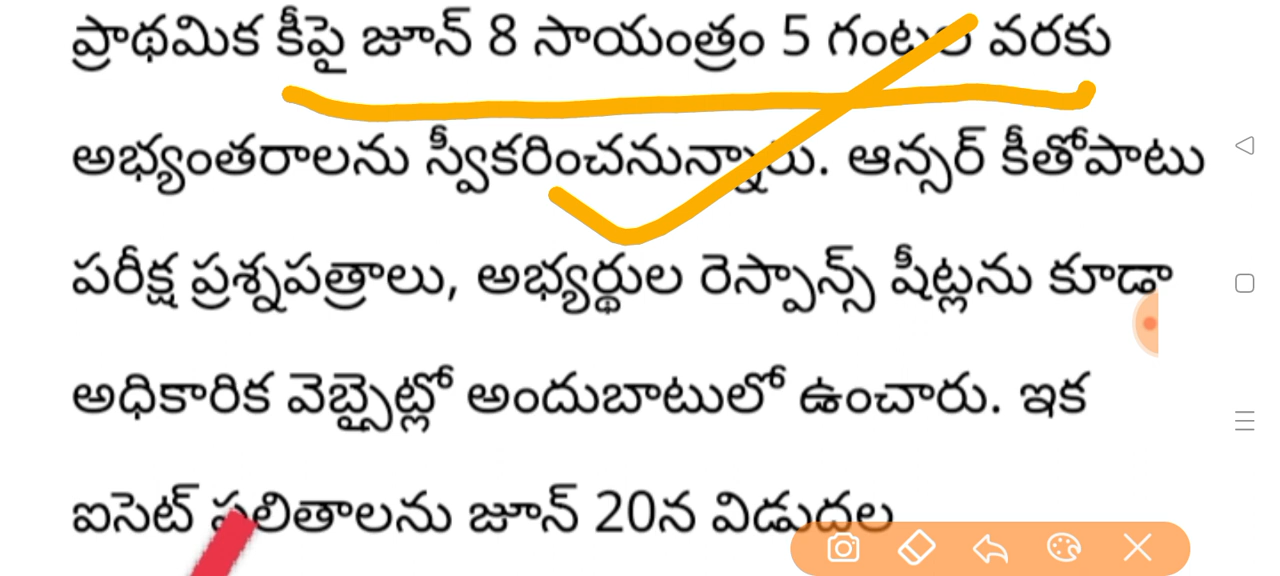 ప్రాథమిక కీపై జూన్ 8 సాయంత్రం 5 గంటల వరకు
అభ్యంతరాలను స్వీకరించనున్నారు. ఆన్సర్ కీతోపాటు
పరీక్ష ప్రశ్నపత్రాలు, అభ్యర్థుల రెస్పాన్స్ షీట్లను కూడా
అధికారిక వెబ్సైట్లో అందుబాటులో ఉంచారు. ఇక
ఐసెట్ ఫలితాలను జూన్ 20న విడుదల